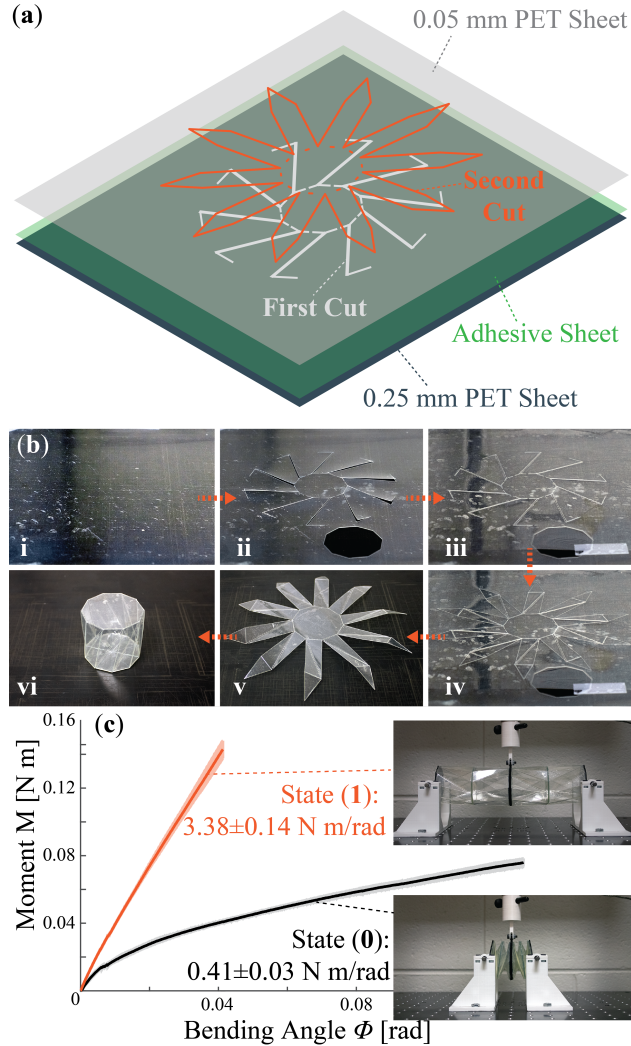 (a)
0.05 mm PET Sheet
Second
Cut
First Cut
Adhesive Sheet
0.25 mm PET Sheet
(b)
i
ii
iii
vi
v
iv
(c)
0.16
0.12
0.08
0.04
0
0.04
0.08
Moment M [N m]
State (1):
3.38±0.14 N m/rad
State (0):
0.41±0.03 N m/rad
Bending Angle Φ [rad]